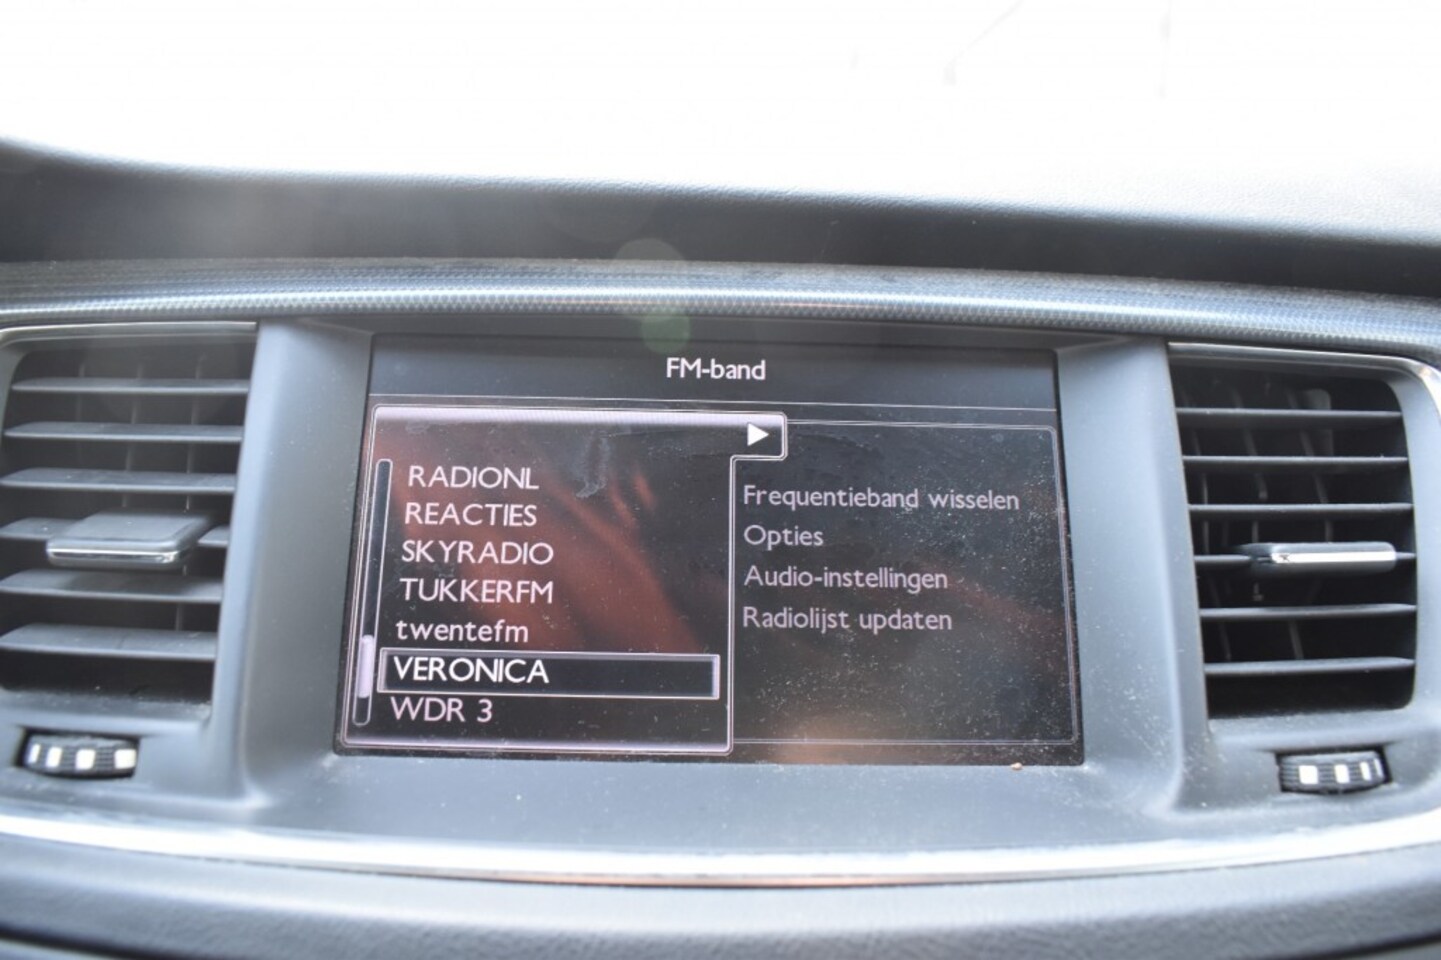 FM-band
RADIONL
REACTIES
SKYRADIO
TUKKERFM
twentefm
VERONICA
WDR 3
Frequentieband wisselen
Opties
Audio-instellingen
Radiolijst updaten